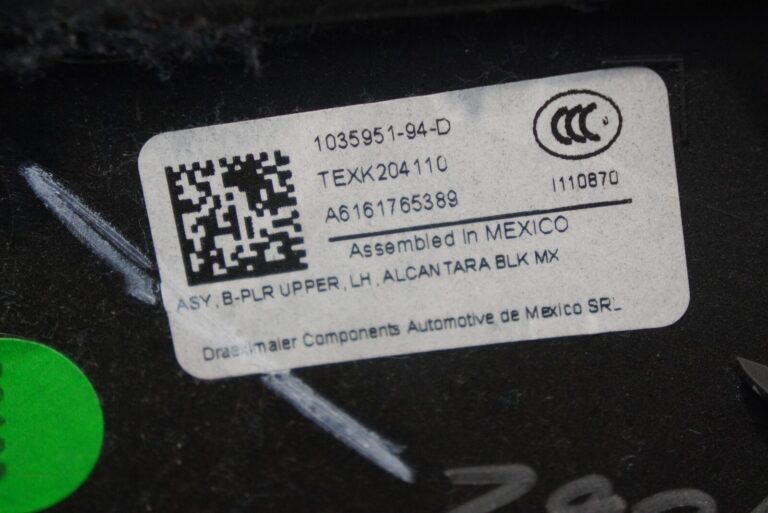 1035951-94-D
TEXK204110
A6161765389
CCC
I110870
Assembled in MEXICO
ASY, B-PLR UPPER, LH, ALCANTARA BLK MX
Draexlmaier Components Automotive de Mexico SRL